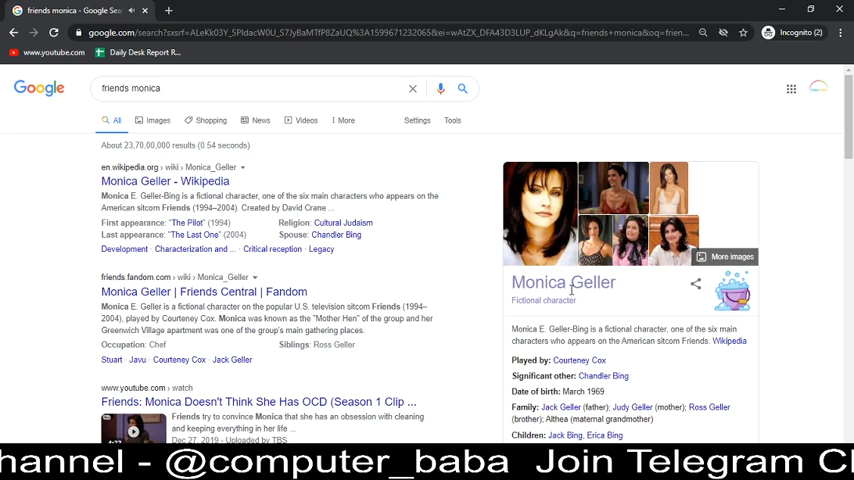 friends monica - Google Sea
google.com/search?sxsrf=ALeKk03Y_5PIdacW0U_S7JyBaMTfP8ZaUQ%3A1599671232065&ei=wAtZX_DFA43D3LUP_dKLgAk&q=friends+monica&oq=frien...
Incognito (2)
www.youtube.com
Daily Desk Report R...
Google
friends monica
All
Images
Shopping
News
Videos
More
Settings
Tools
About 23,70,00,000 results (0.54 seconds)
en.wikipedia.org › wiki › Monica_Geller
Monica Geller - Wikipedia
Monica E. Geller-Bing is a fictional character, one of the six main characters who appears on the
American sitcom Friends (1994–2004). Created by David Crane ...
First appearance: "The Pilot" (1994)
Religion: Cultural Judaism
Last appearance: "The Last One" (2004)
Spouse: Chandler Bing
Development · Characterization and ... · Critical reception · Legacy
friends.fandom.com › wiki › Monica_Geller
Monica Geller | Friends Central | Fandom
Monica E. Geller is a fictional character on the popular U.S. television sitcom Friends (1994–
2004), played by Courteney Cox. Monica was known as the "Mother Hen" of the group and her
Greenwich Village apartment was one of the group's main gathering places.
Occupation: Chef
Siblings: Ross Geller
Stuart · Javu · Courteney Cox · Jack Geller
www.youtube.com › watch
Friends: Monica Doesn't Think She Has OCD (Season 1 Clip ...
Friends try to convince Monica that she has an obsession with cleaning
and keeping everything in her life ...
Dec 27, 2019 - Uploaded by TBS
More images
Monica Geller
Fictional character
Monica E. Geller-Bing is a fictional character, one of the six main
characters who appears on the American sitcom Friends. Wikipedia
Played by: Courteney Cox
Significant other: Chandler Bing
Date of birth: March 1969
Family: Jack Geller (father); Judy Geller (mother); Ross Geller
(brother); Althea (maternal grandmother)
Children: Jack Bing, Erica Bing
hannel - @computer_baba Join Telegram Ch